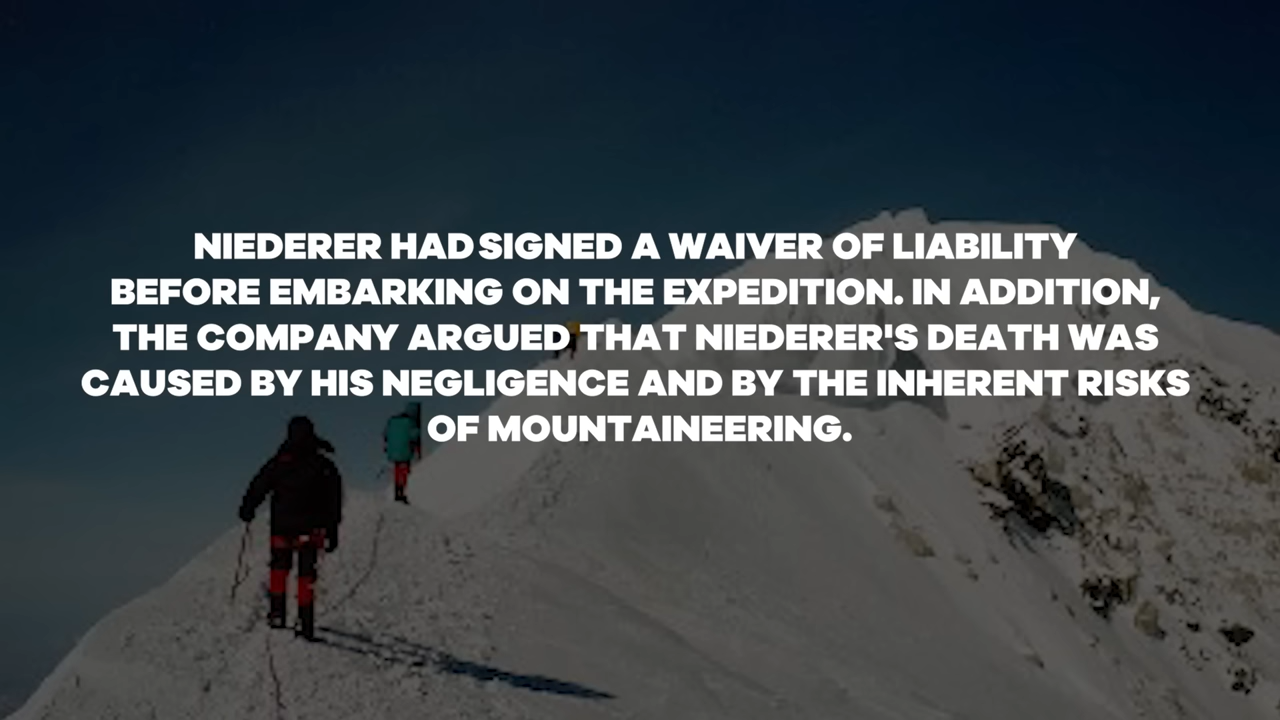 NIEDERER HAD SIGNED A WAIVER OF LIABILITY
BEFORE EMBARKING ON THE EXPEDITION. IN ADDITION,
THE COMPANY ARGUED THAT NIEDERER'S DEATH WAS
CAUSED BY HIS NEGLIGENCE AND BY THE INHERENT RISKS
OF MOUNTAINEERING.